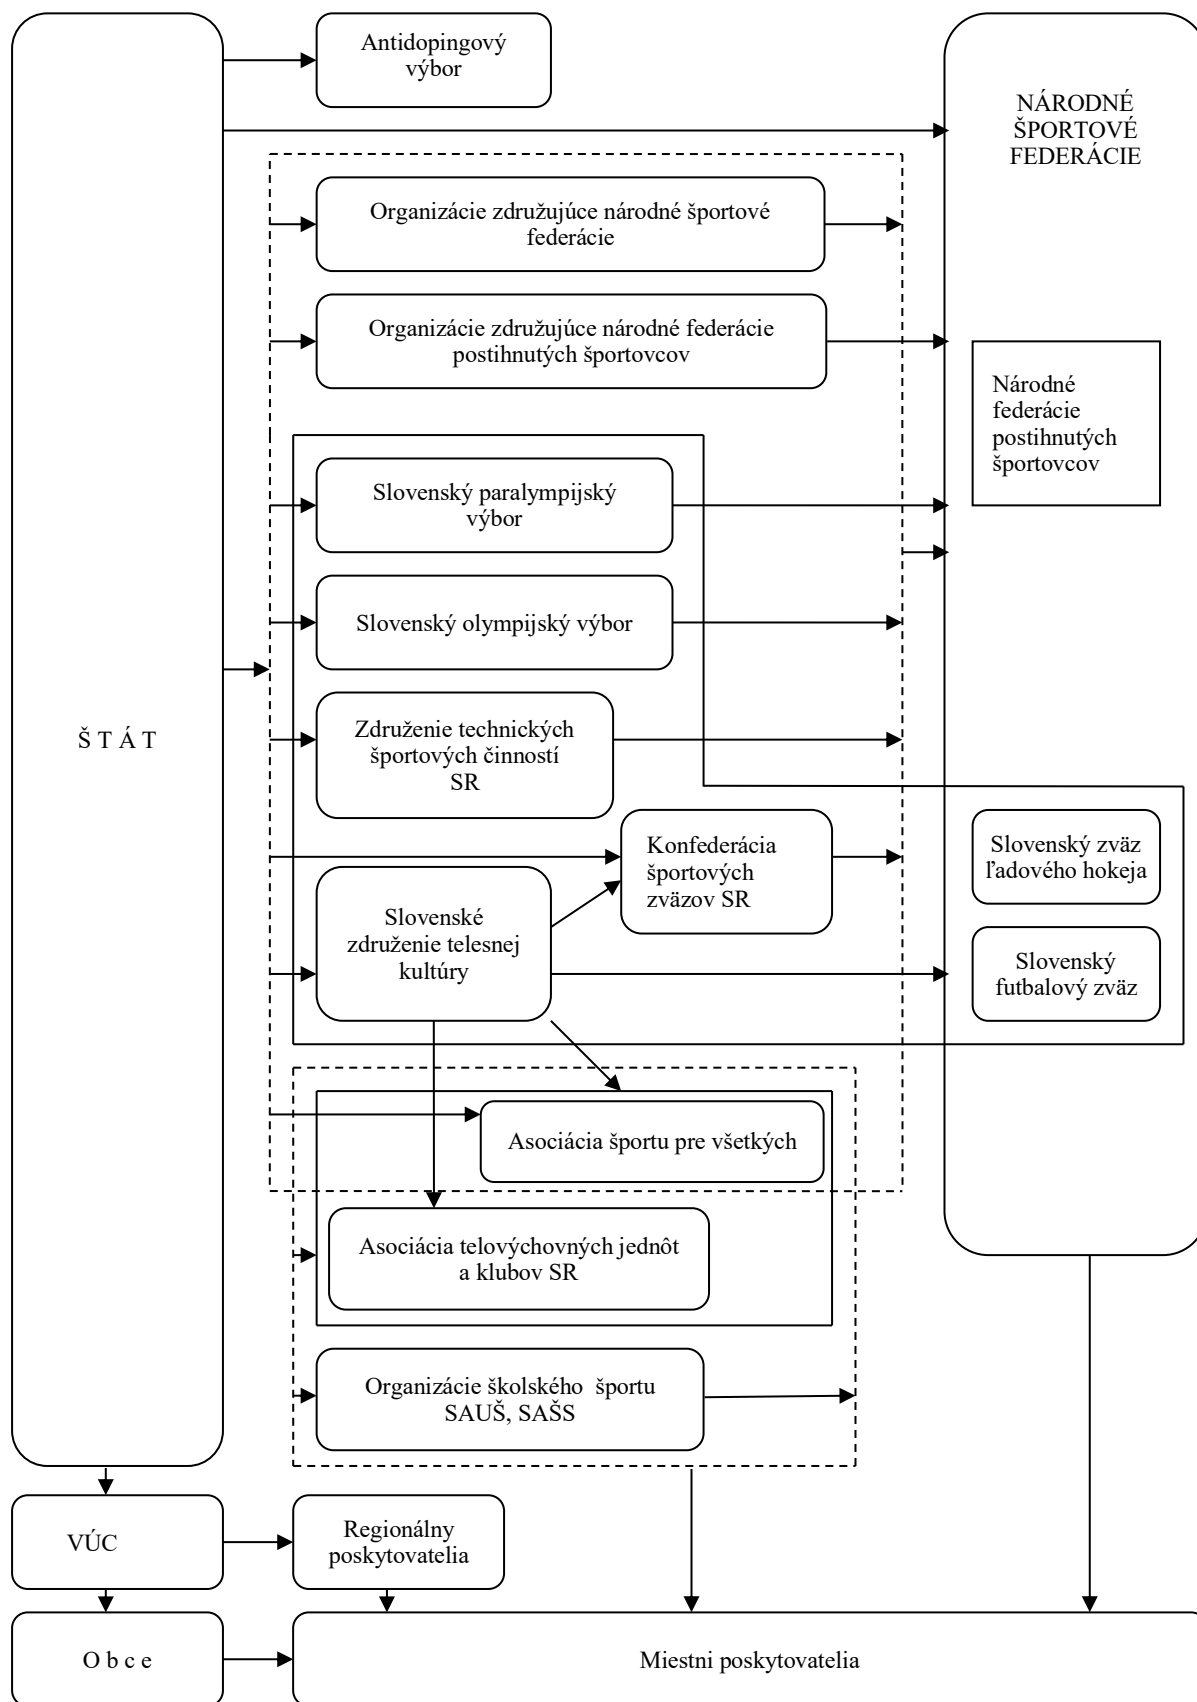 Antidopingový
výbor
NÁRODNÉ
ŠPORTOVÉ
FEDERÁCIE
Organizácie združujúce národné športové
federácie
Organizácie združujúce národné federácie
postihnutých športovcov
Národné
federácie
postihnutých
športovcov
Slovenský paralympijský
výbor
Slovenský olympijský výbor
Š T Á T
Združenie technických
športových činností
SR
Konfederácia
športových
zväzov SR
Slovenský zväz
ľadového hokeja
Slovenské
združenie telesnej
kultúry
Slovenský
futbalový zväz
Asociácia športu pre všetkých
Asociácia telovýchovných jednôt
a klubov SR
Organizácie školského  športu
SAUŠ, SAŠS
VÚC
Regionálny
poskytovatelia
O b c e
Miestni poskytovatelia